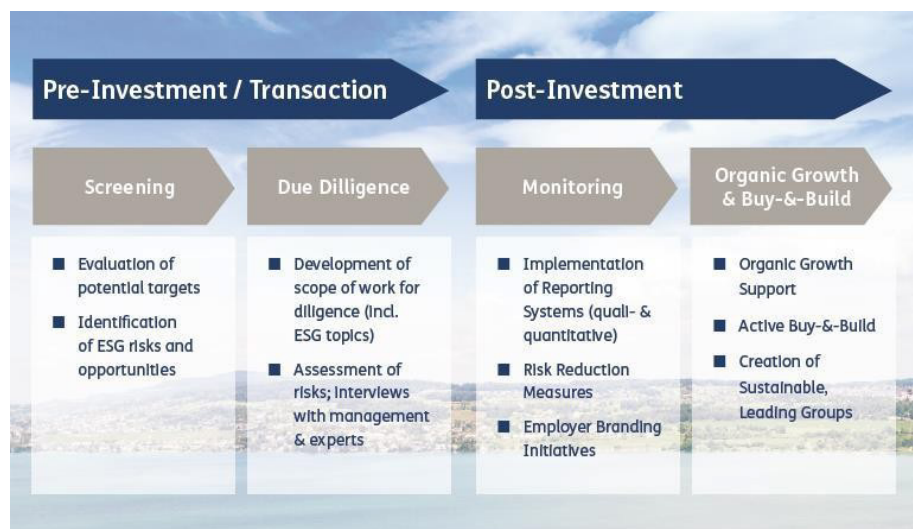 Pre-Investment / Transaction
Post-Investment
Screening
Due Dilligence
Monitoring
Organic Growth
& Buy-&-Build
■ Evaluation of
potential targets
■ Identification
of ESG risks and
opportunities
■ Development of
scope of work for
diligence (incl.
ESG topics)
■ Assessment of
risks; interviews
with management
& experts
■ Implementation
of Reporting
Systems (quali- &
quantitative)
■ Risk Reduction
Measures
■ Employer Branding
Initiatives
■ Organic Growth
Support
■ Active Buy-&-Build
■ Creation of
Sustainable,
Leading Groups